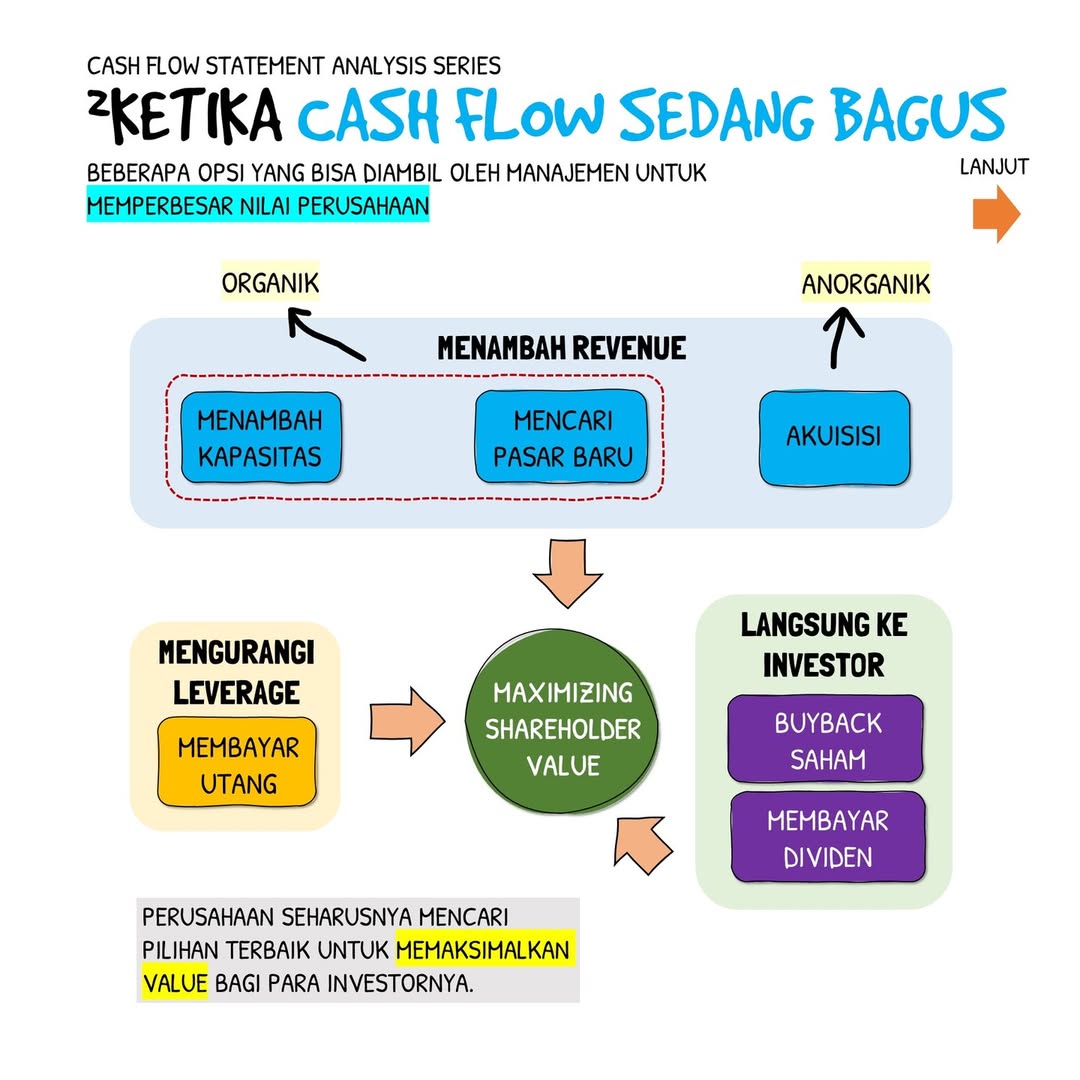 CASH FLOW STATEMENT ANALYSIS SERIES
²KETIKA CASH FLOW SEDANG BAGUS
BEBERAPA OPSI YANG BISA DIAMBIL OLEH MANAJEMEN UNTUK
MEMPERBESAR NILAI PERUSAHAAN
LANJUT
ORGANIK
ANORGANIK
MENAMBAH REVENUE
MENAMBAH
KAPASITAS
MENCARI
PASAR BARU
AKUISISI
MENGURANGI
LEVERAGE
MEMBAYAR
UTANG
MAXIMIZING
SHAREHOLDER
VALUE
LANGSUNG KE
INVESTOR
BUYBACK
SAHAM
MEMBAYAR
DIVIDEN
PERUSAHAAN SEHARUSNYA MENCARI
PILIHAN TERBAIK UNTUK MEMAKSIMALKAN
VALUE BAGI PARA INVESTORNYA.